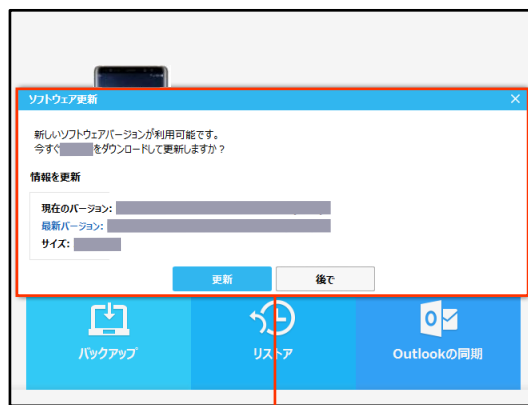 ソフトウェア更新
新しいソフトウェアバージョンが利用可能です。
今すぐ をダウンロードして更新しますか？
情報を更新
現在のバージョン:
最新バージョン:
サイズ:
更新 後で
バックアップ リストア Outlookの同期